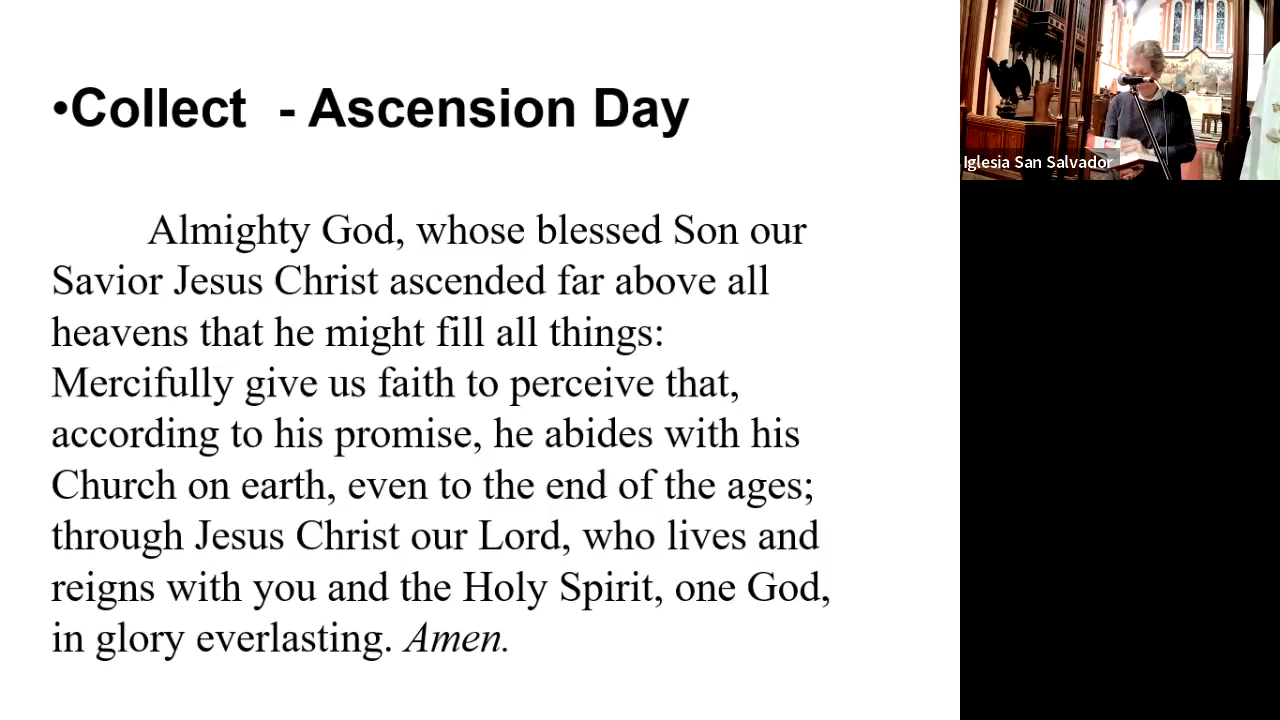 •Collect - Ascension Day
Almighty God, whose blessed Son our
Savior Jesus Christ ascended far above all
heavens that he might fill all things:
Mercifully give us faith to perceive that,
according to his promise, he abides with his
Church on earth, even to the end of the ages;
through Jesus Christ our Lord, who lives and
reigns with you and the Holy Spirit, one God,
in glory everlasting. Amen.
Iglesia San Salvador